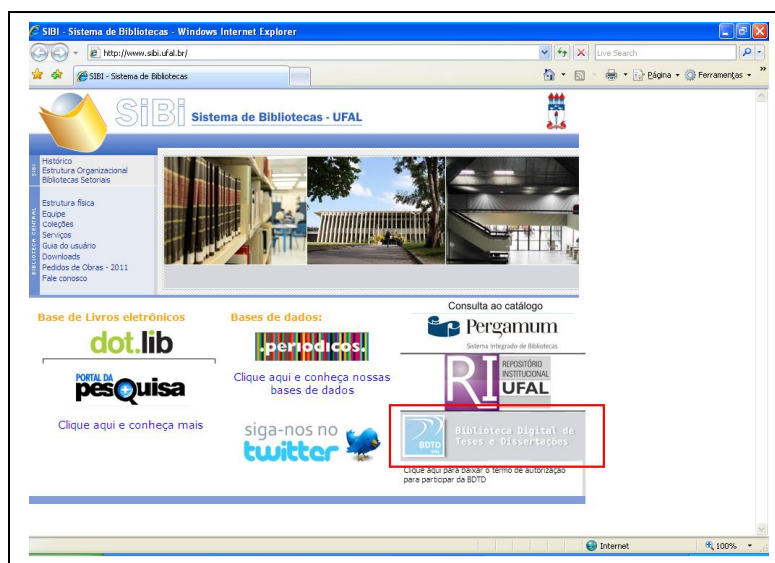 SIBI - Sistema de Bibliotecas - Windows Internet Explorer
http://www.sibi.ufal.br/
Live Search
SIBI - Sistema de Bibliotecas
Página
Ferramentas
SiBi Sistema de Bibliotecas - UFAL
SIBI
Histórico
Estrutura Organizacional
Bibliotecas Setoriais
BIBLIOTECA CENTRAL
Estrutura física
Equipe
Coleções
Serviços
Guia do usuário
Downloads
Pedidos de Obras - 2011
Fale conosco
Base de Livros eletrônicos
dot.lib
PORTAL DA
pesQuisa
Clique aqui e conheça mais
Bases de dados:
.periodicos.
Clique aqui e conheça nossas
bases de dados
siga-nos no
twitter
Consulta ao catálogo
Pergamum
Sistema Integrado de Bibliotecas
RI REPOSITÓRIO
INSTITUCIONAL
UFAL
BDTD
Biblioteca Digital de
Teses e Dissertações
Clique aqui para baixar o termo de autorização
para participar da BDTD
Internet
100%